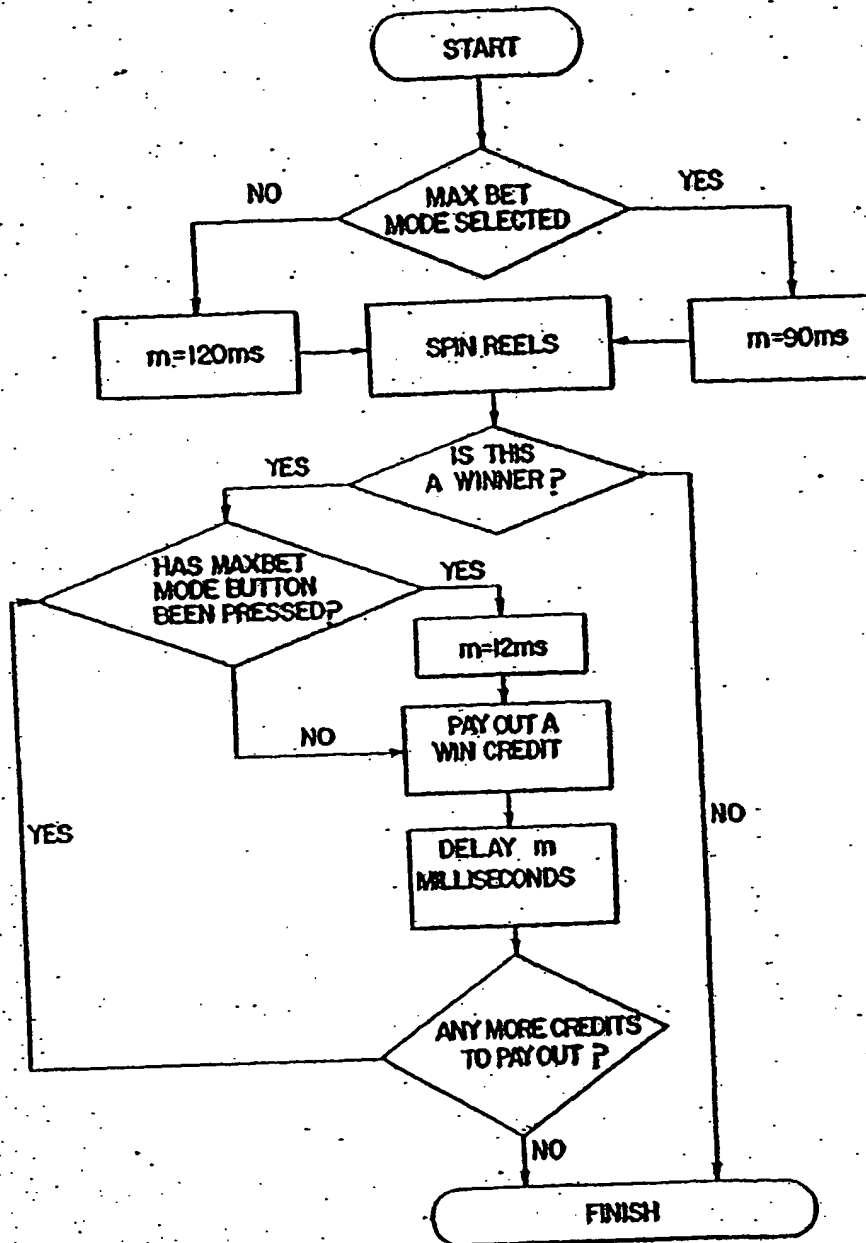 START
NO
YES
MAX BET
MODE SELECTED
m=120ms
SPIN REELS
m=90ms
YES
IS THIS
A WINNER?
HAS MAXBET
MODE BUTTON
BEEN PRESSED?
YES
m=12ms
NO
PAY OUT A
WIN CREDIT
YES
NO
DELAY m
MILLISECONDS
ANY MORE CREDITS
TO PAY OUT ?
NO
FINISH